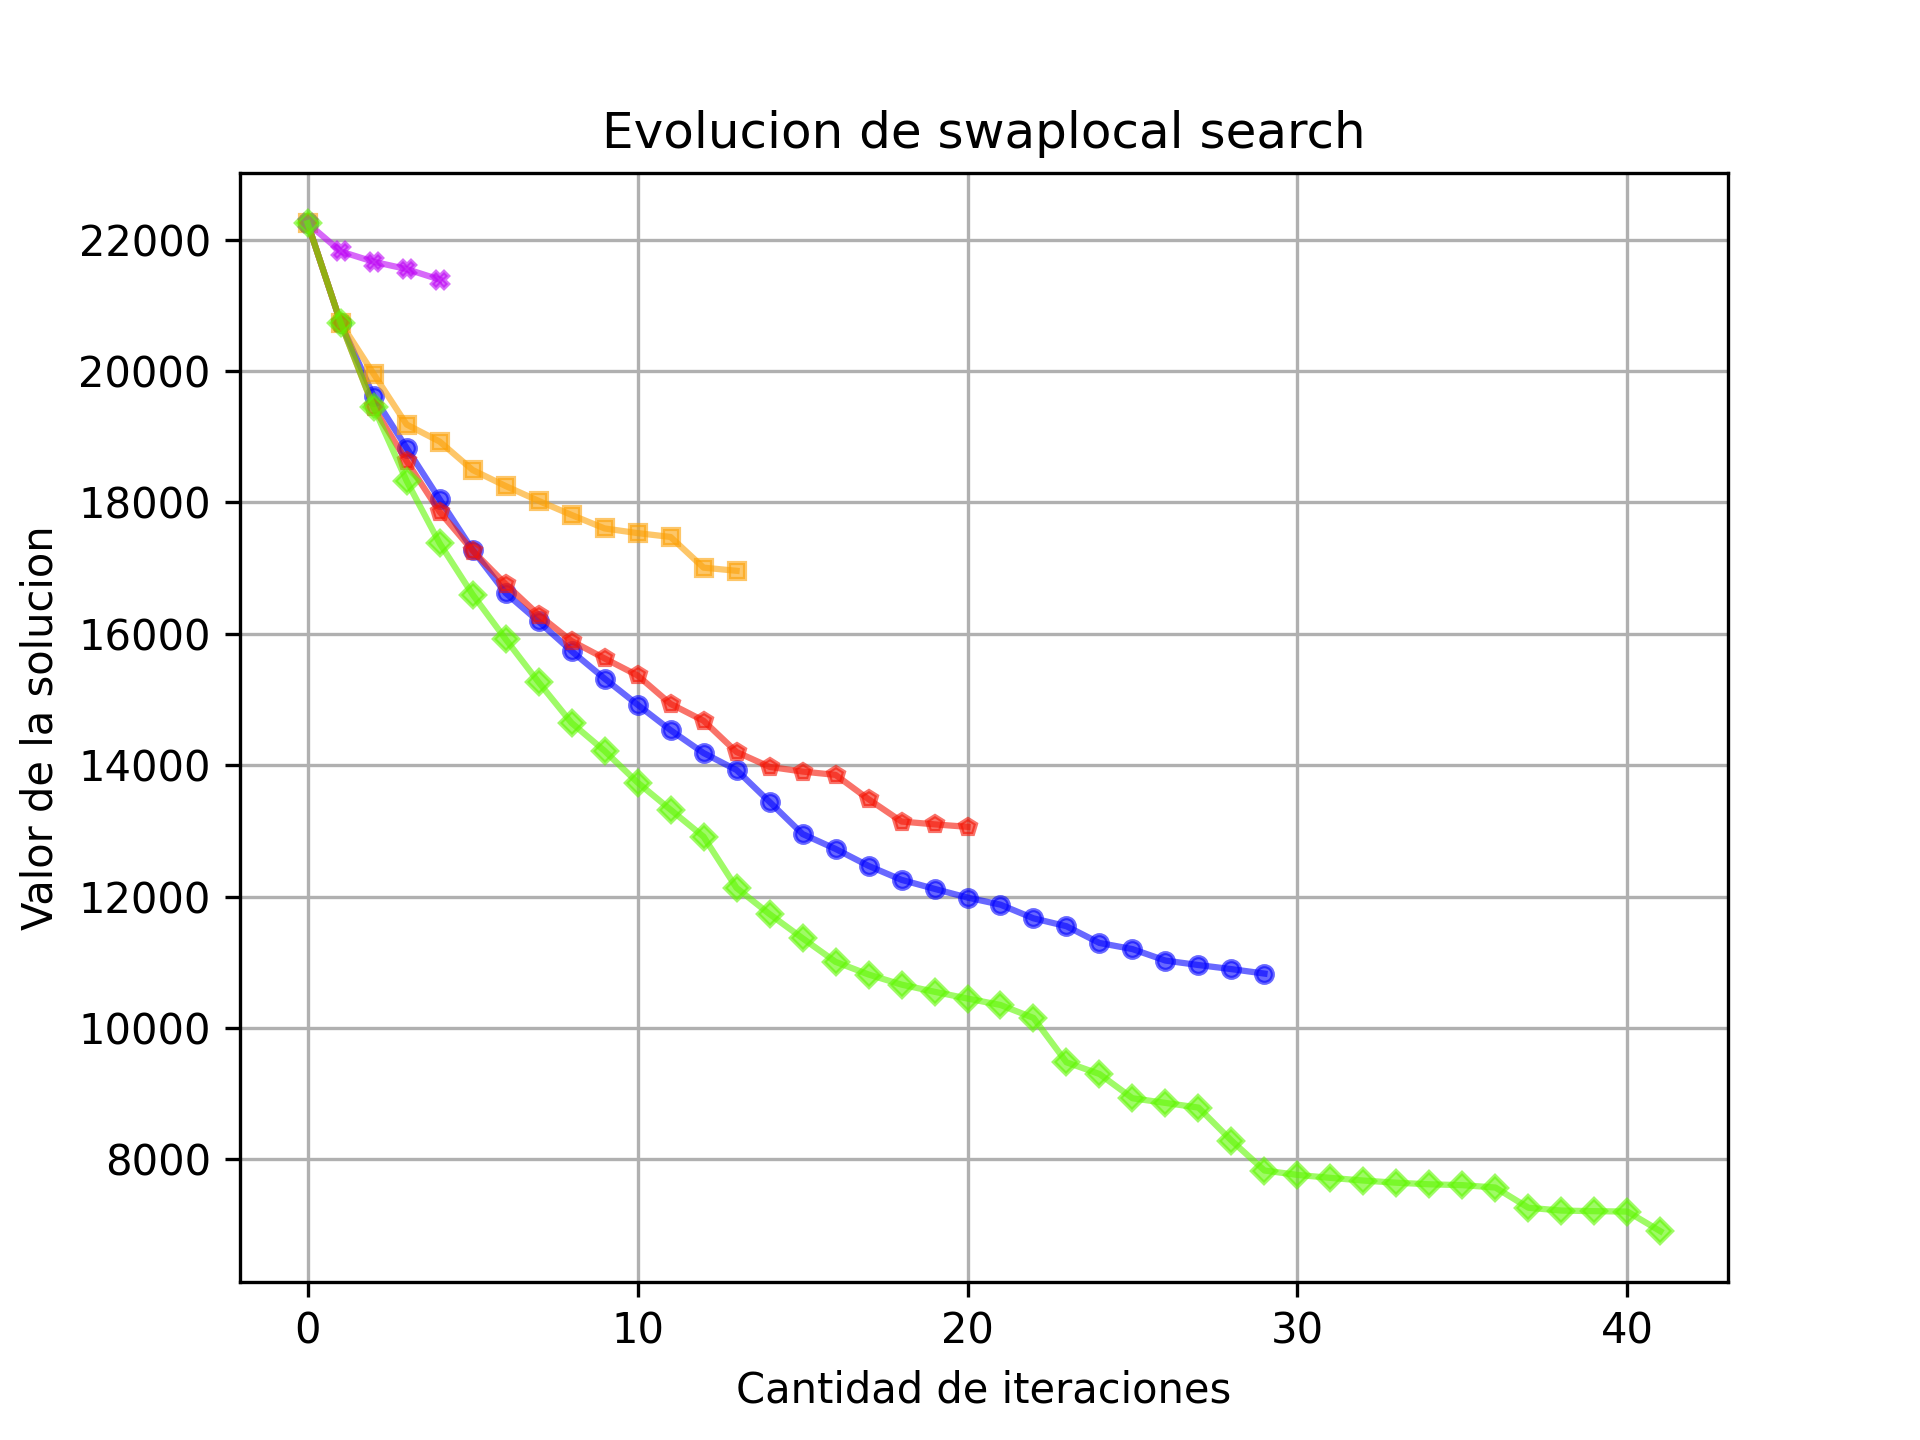 Evolucion de swaplocal search
Valor de la solucion
22000
20000
18000
16000
14000
12000
10000
8000
0 10 20 30 40
Cantidad de iteraciones